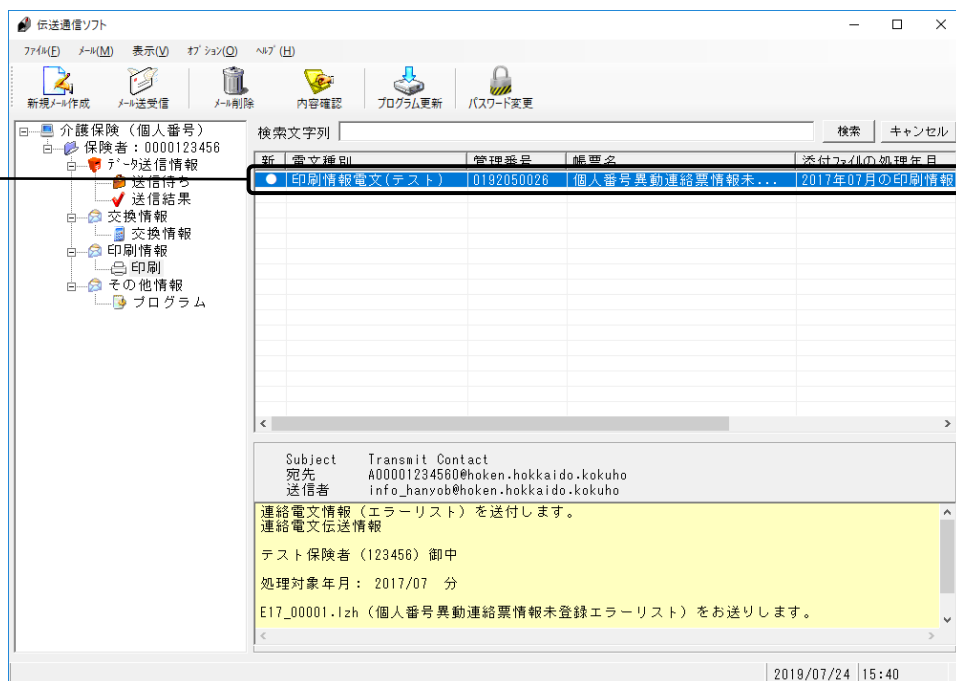 伝送通信ソフト
ファイル(F) メール(M) 表示(V) オプション(O) ヘルプ(H)
新規メール作成 メール送受信 メール削除 内容確認 プログラム更新 パスワード変更
介護保険（個人番号）
保険者：0000123456
データ送信情報
送信待ち
送信結果
交換情報
交換情報
印刷情報
印刷
その他情報
プログラム
検索文字列 検索 キャンセル
新 電文種別 管理番号 帳票名 添付ファイルの処理年月
● 印刷情報電文(テスト) 0192050026 個人番号異動連絡票情報未... 2017年07月の印刷情報
Subject Transmit Contact
宛先 A00001234560@hoken.hokkaido.kokuho
送信者 info_hanyob@hoken.hokkaido.kokuho
連絡電文情報（エラーリスト）を送付します。
連絡電文伝送情報
テスト保険者（123456）御中
処理対象年月： 2017/07 分
E17_00001.lzh（個人番号異動連絡票情報未登録エラーリスト）をお送りします。
2019/07/24 15:40